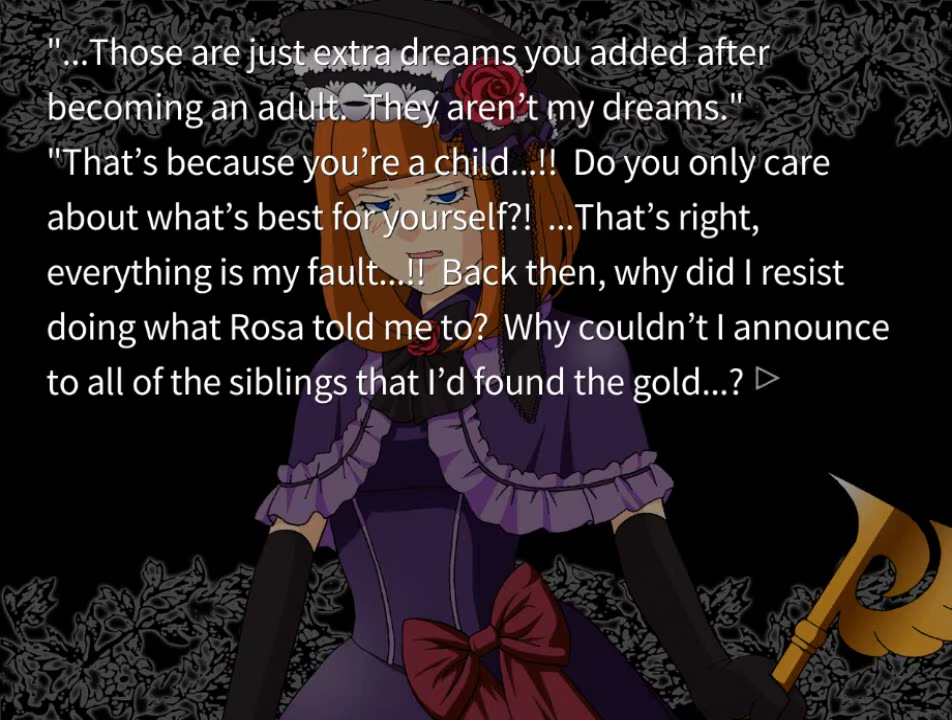 "...Those are just extra dreams you added after
becoming an adult.  They aren't my dreams."
"That's because you're a child...!!  Do you only care
about what's best for yourself?!  ...That's right,
everything is my fault...!!  Back then, why did I resist
doing what Rosa told me to?  Why couldn't I announce
to all of the siblings that I'd found the gold...?